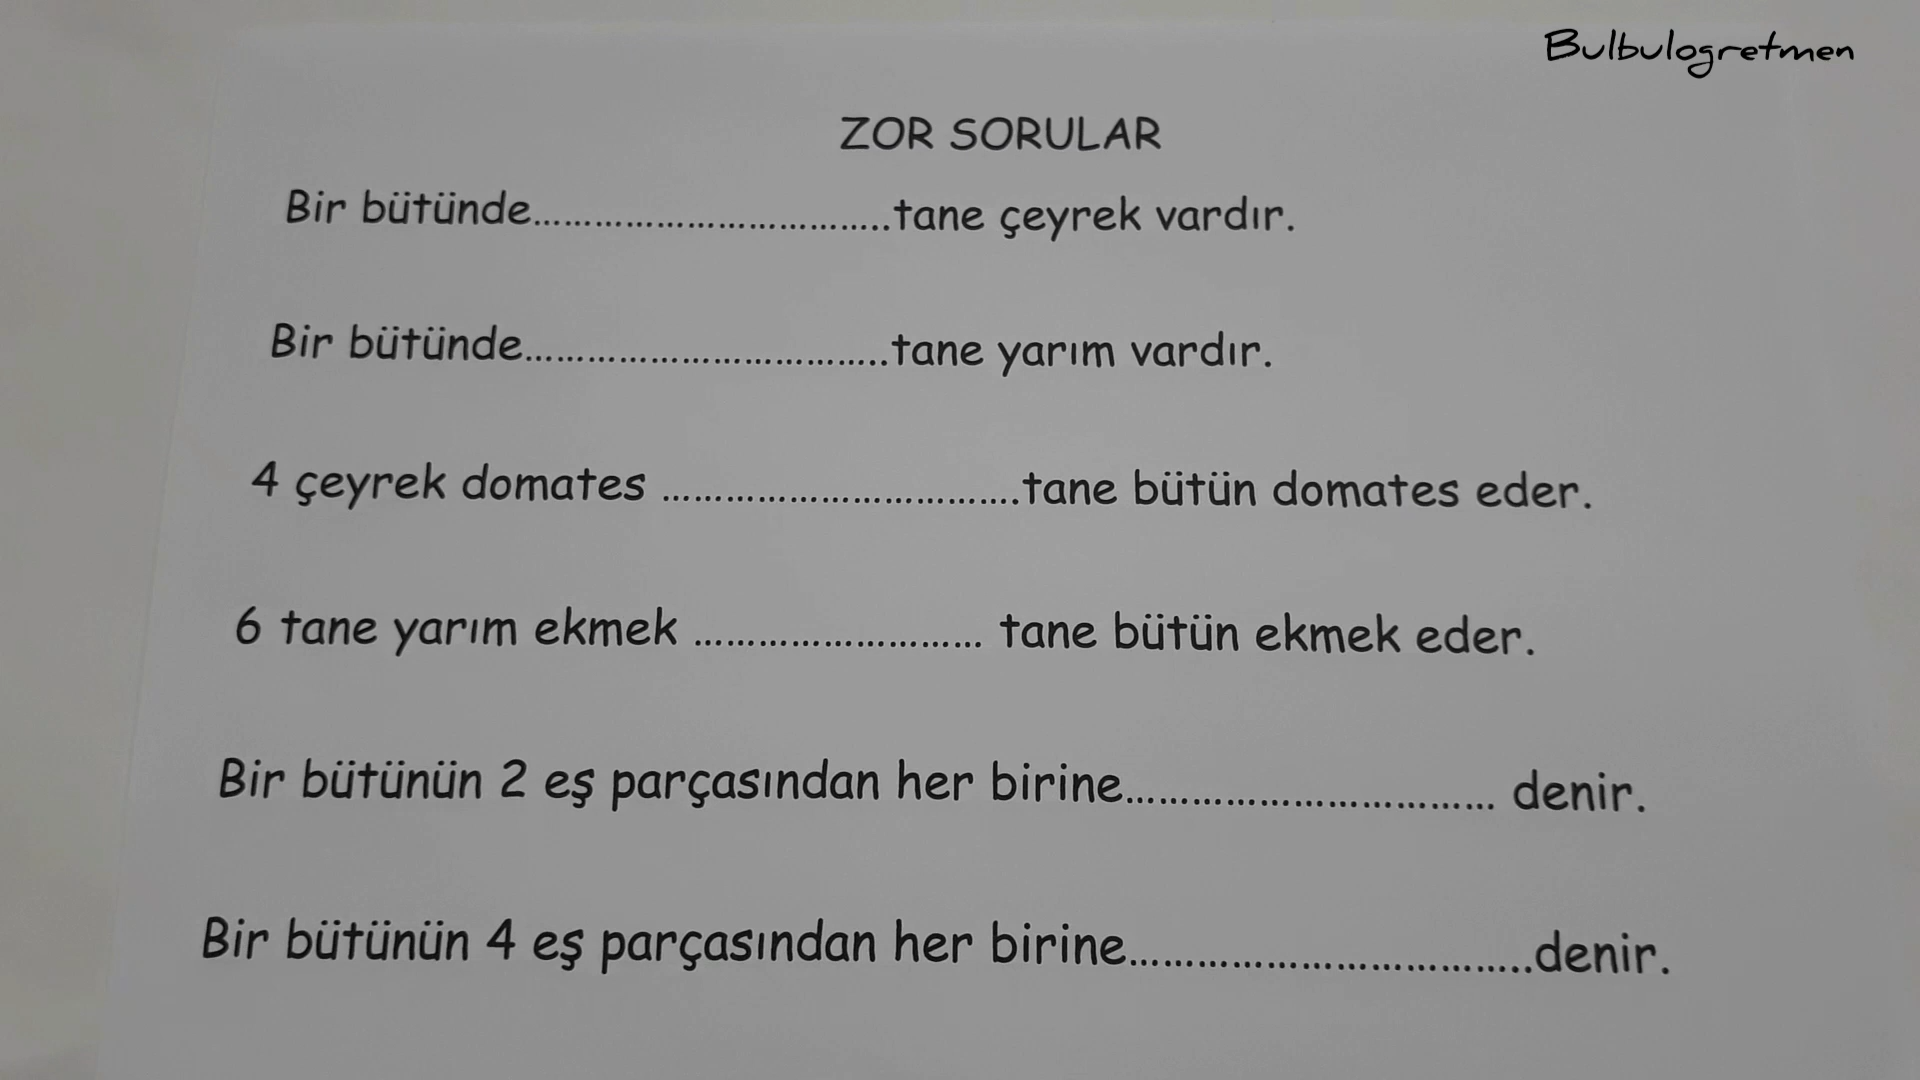 Bulbulogretmen
ZOR SORULAR
Bir bütünde.................................tane çeyrek vardır.
Bir bütünde.................................tane yarım vardır.
4 çeyrek domates .................................tane bütün domates eder.
6 tane yarım ekmek .......................... tane bütün ekmek eder.
Bir bütünün 2 eş parçasından her birine................................. denir.
Bir bütünün 4 eş parçasından her birine....................................denir.